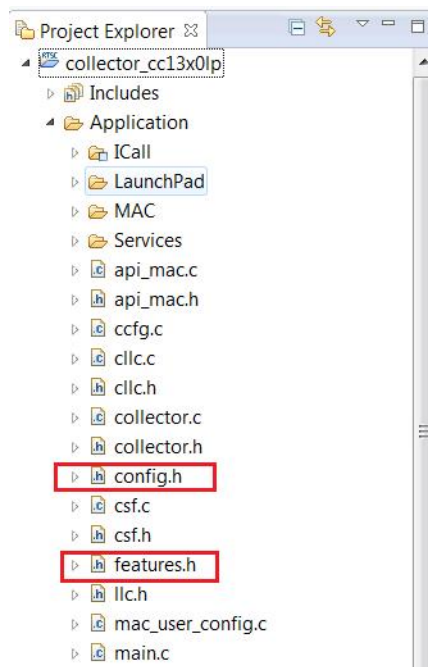 Project Explorer
collector_cc13x0lp
Includes
Application
ICall
LaunchPad
MAC
Services
api_mac.c
api_mac.h
ccfg.c
cllc.c
cllc.h
collector.c
collector.h
config.h
csf.c
csf.h
features.h
llc.h
mac_user_config.c
main.c